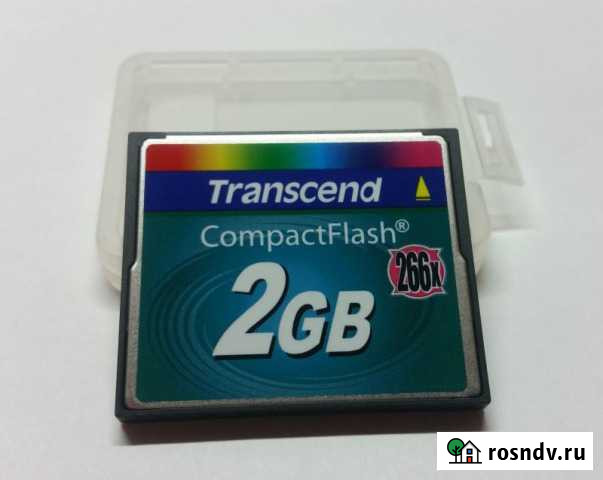 Transcend
CompactFlash®
266x
2GB
rosndv.ru